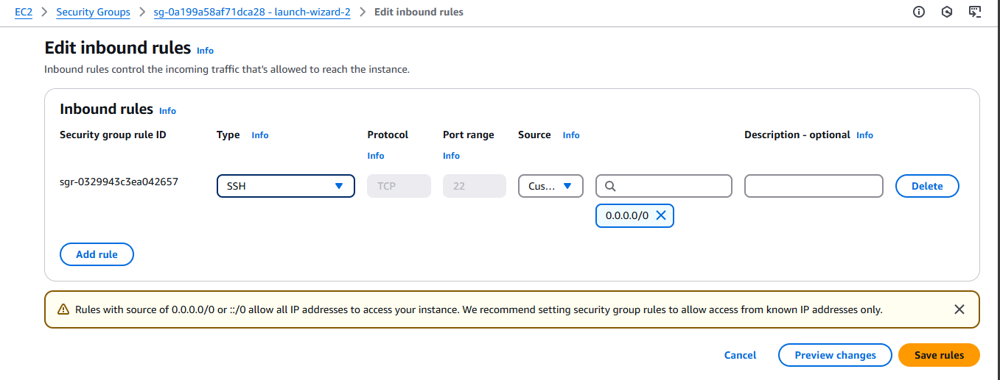 EC2 > Security Groups > sg-0a199a58af71dca28 - launch-wizard-2 > Edit inbound rules
Edit inbound rules Info
Inbound rules control the incoming traffic that's allowed to reach the instance.
Inbound rules Info
Security group rule ID Type Info Protocol Port range Source Info Description - optional Info
Info Info
sgr-0329943c3ea042657 SSH TCP 22 Cus... Delete
0.0.0.0/0
Add rule
Rules with source of 0.0.0.0/0 or ::/0 allow all IP addresses to access your instance. We recommend setting security group rules to allow access from known IP addresses only.
Cancel Preview changes Save rules